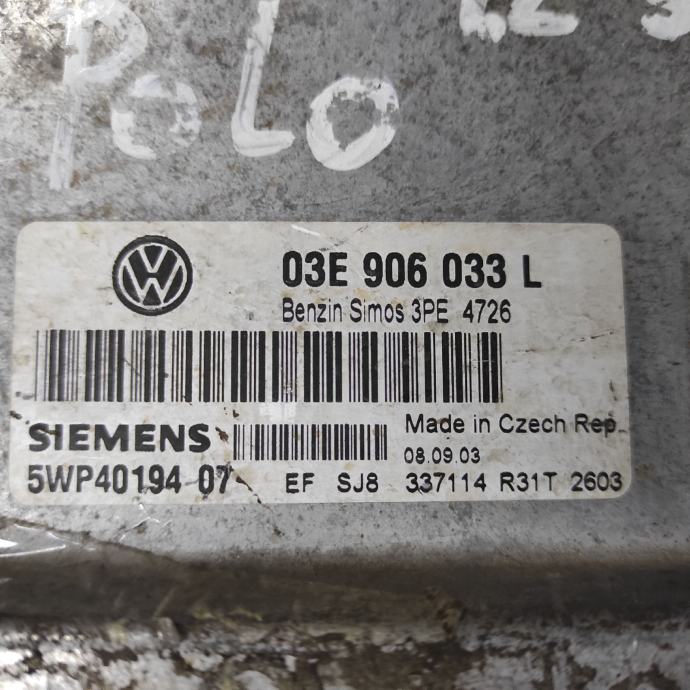 POLO
03E 906 033 L
Benzin Simos 3PE 4726
SIEMENS
Made in Czech Rep
08.09.03
5WP40194 07 EF SJ8 337114 R31T 2603